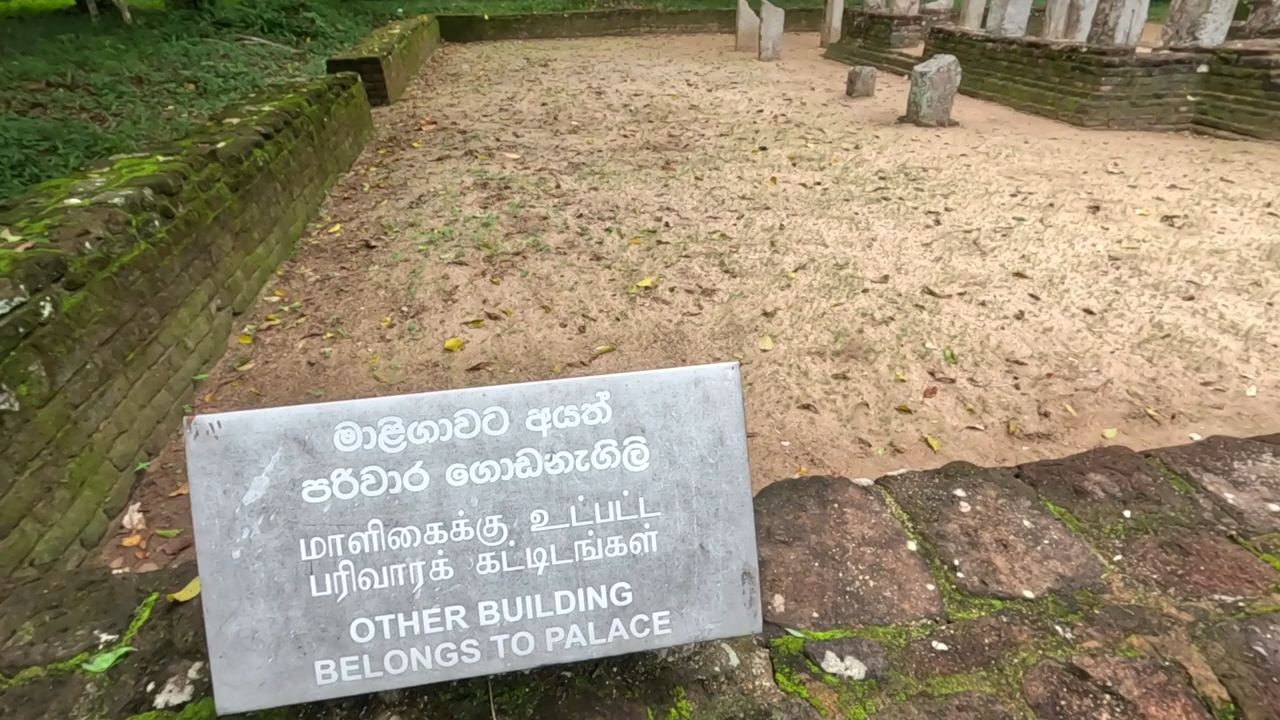 මාළිගාවට අයත්
පරිවාර ගොඩනැගිලි
மாளிகைக்கு உட்பட்ட
பரிவாரக் கட்டிடங்கள்
OTHER BUILDING
BELONGS TO PALACE